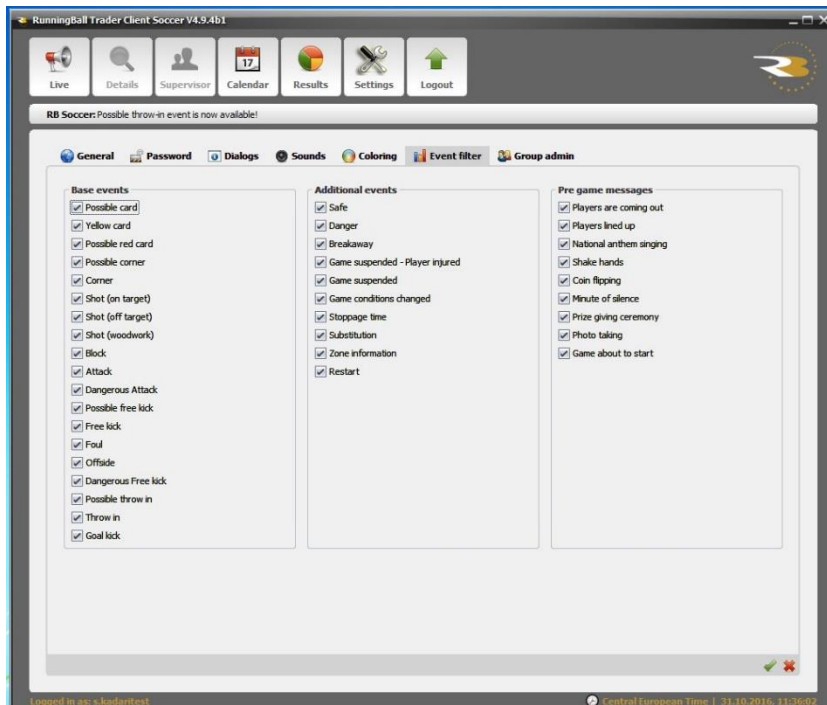 RunningBall Trader Client Soccer V4.9.4b1
Live
Details
Supervisor
17
Calendar
Results
Settings
Logout
RB Soccer: Possible throw-in event is now available!
General
Password
Dialogs
Sounds
Coloring
Event filter
Group admin
Base events
Possible card
Yellow card
Possible red card
Possible corner
Corner
Shot (on target)
Shot (off target)
Shot (woodwork)
Block
Attack
Dangerous Attack
Possible free kick
Free kick
Foul
Offside
Dangerous Free kick
Possible throw in
Throw in
Goal kick
Additional events
Safe
Danger
Breakaway
Game suspended - Player injured
Game suspended
Game conditions changed
Stoppage time
Substitution
Zone information
Restart
Pre game messages
Players are coming out
Players lined up
National anthem singing
Shake hands
Coin flipping
Minute of silence
Prize giving ceremony
Photo taking
Game about to start
Logged in as: s.kadaritest
Central European Time | 31.10.2016, 11:36:02